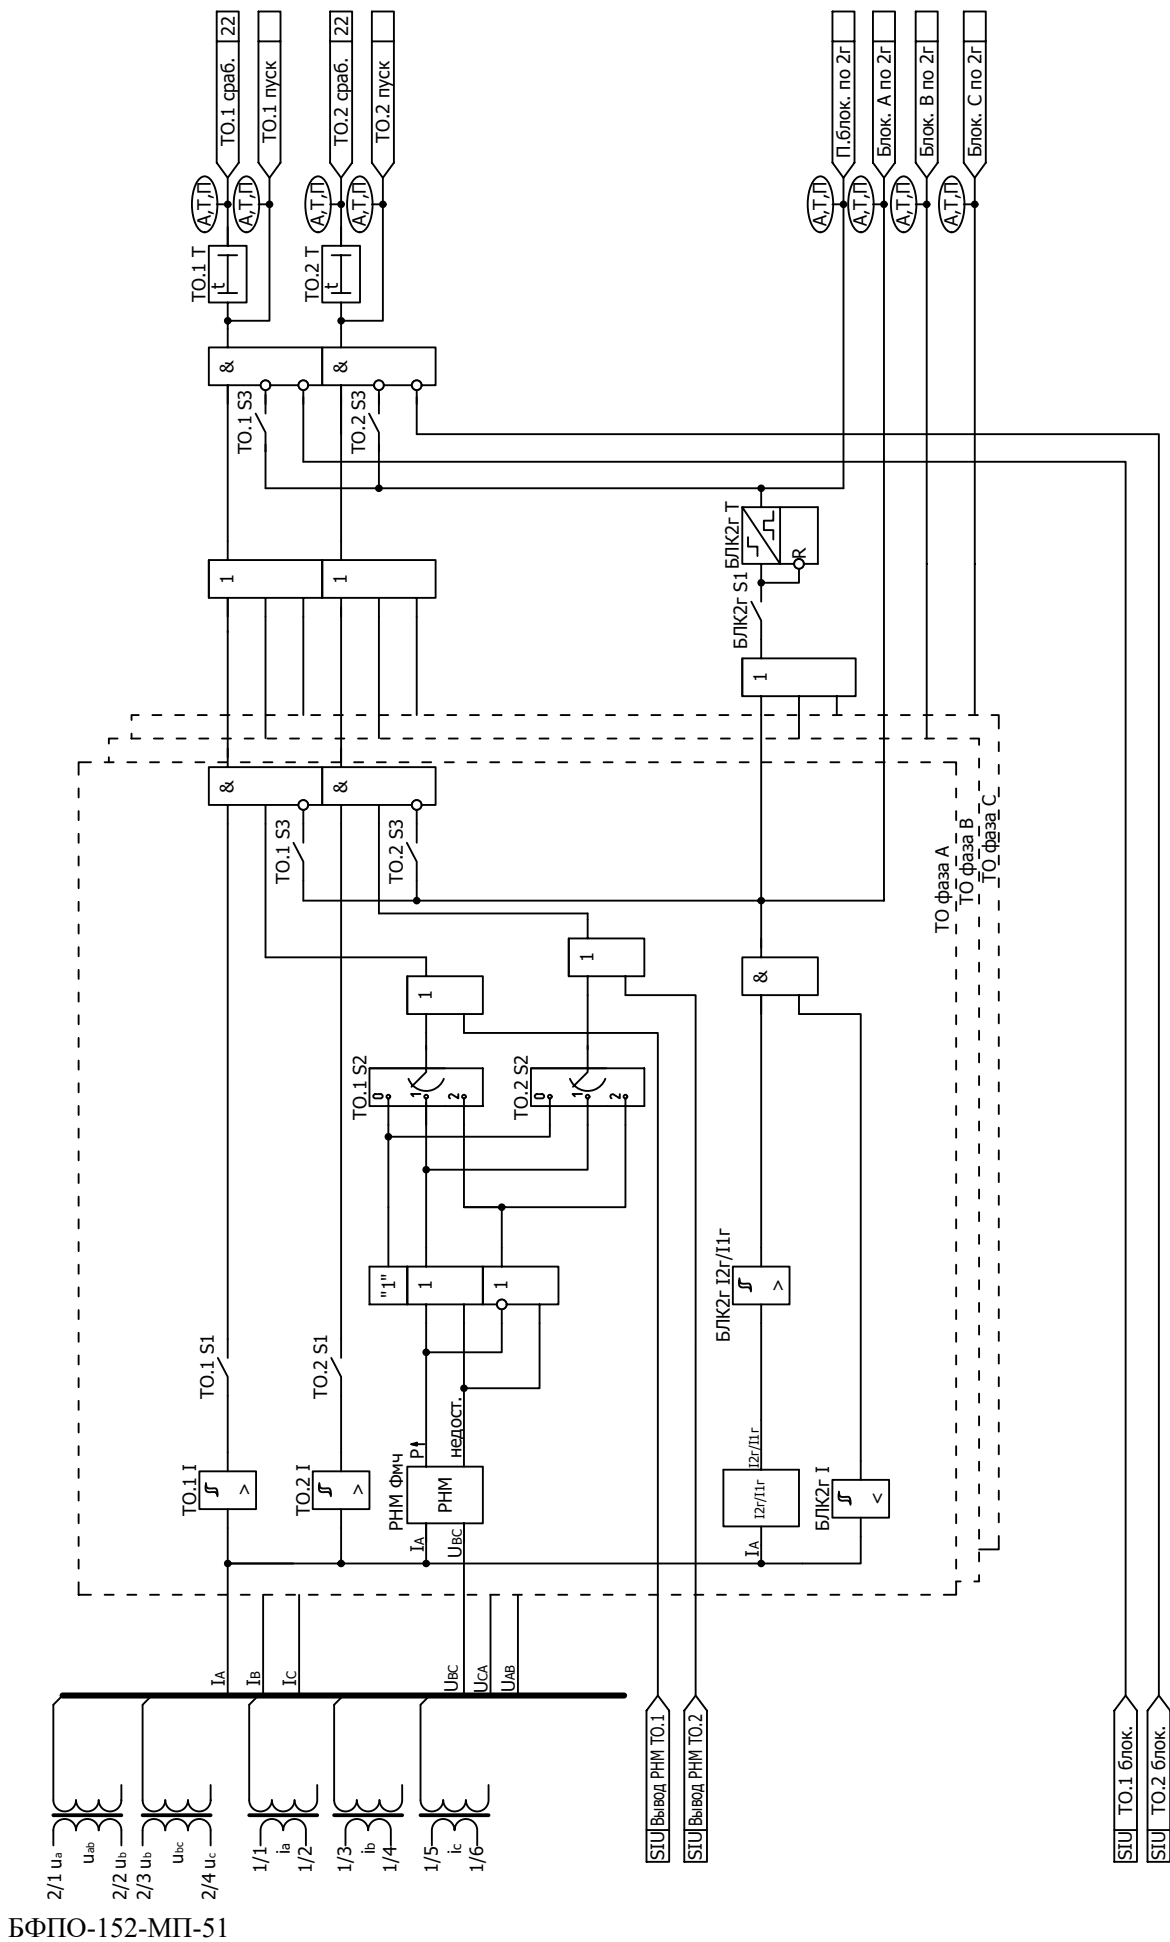 ТО.1 сраб. 22
ТО.1 пуск
ТО.2 сраб. 22
ТО.2 пуск
П.блок. по 2г
Блок. А по 2г
Блок. В по 2г
Блок. С по 2г
А,Т,П
А,Т,П
А,Т,П
А,Т,П
А,Т,П
А,Т,П
А,Т,П
А,Т,П
ТО.1 Т
t
ТО.2 Т
t
&
&
ТО.1 S3
ТО.2 S3
БЛК2г Т
R
БЛК2г S1
1
1
1
&
&
ТО.1 S3
ТО.2 S3
ТО фаза А
ТО фаза В
ТО фаза С
1
1
&
ТО.1 S2
0
1
2
ТО.2 S2
0
1
2
"1"
1
1
БЛК2г I2г/I1г
>
ТО.1 S1
ТО.2 S1
ТО.1 I
>
ТО.2 I
>
РНМ Фмч
РНМ
P
недост.
IA
UBC
I2г/I1г
I2г/I1г
IA
БЛК2г I
<
IA
IB
IC
UBC
UCA
UAB
2/1 ua
uab
2/2 ub
2/3 ub
ubc
2/4 uc
1/1
ia
1/2
1/3
ib
1/4
1/5
ic
1/6
SIU Вывод РНМ ТО.1
SIU Вывод РНМ ТО.2
SIU ТО.1 блок.
SIU ТО.2 блок.
БФПО-152-МП-51